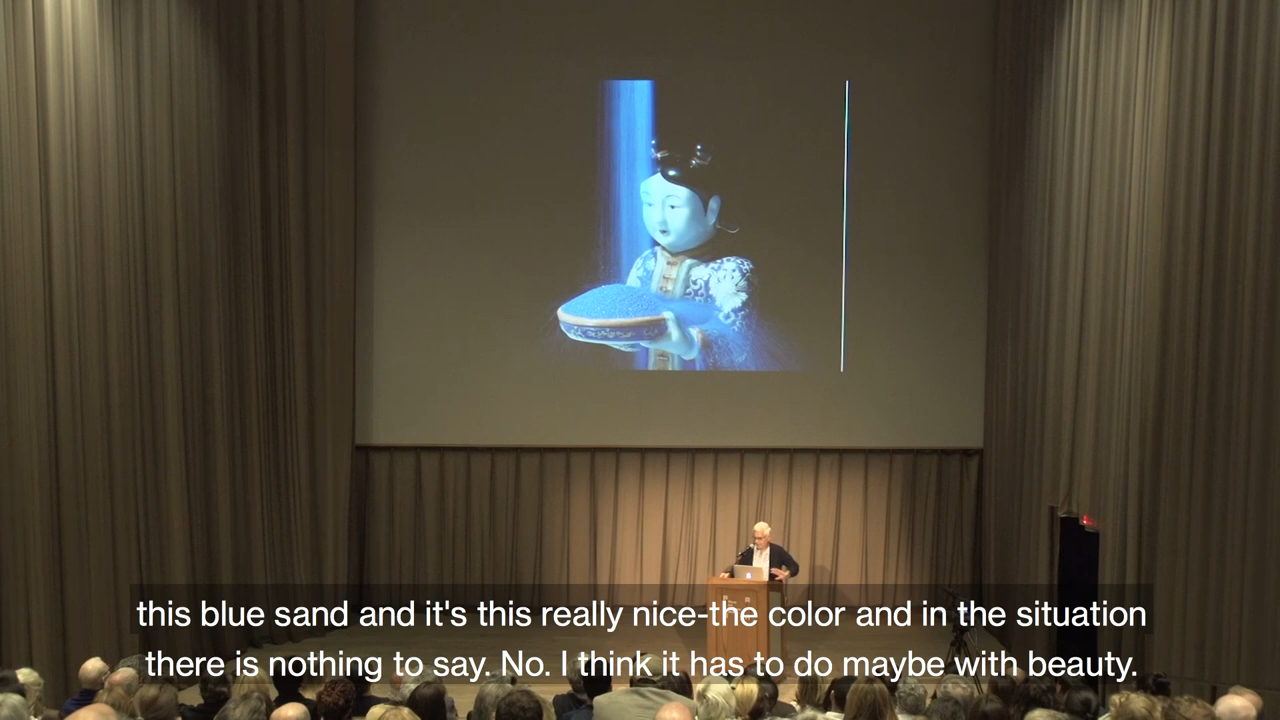 this blue sand and it's this really nice-the color and in the situation
there is nothing to say. No. I think it has to do maybe with beauty.